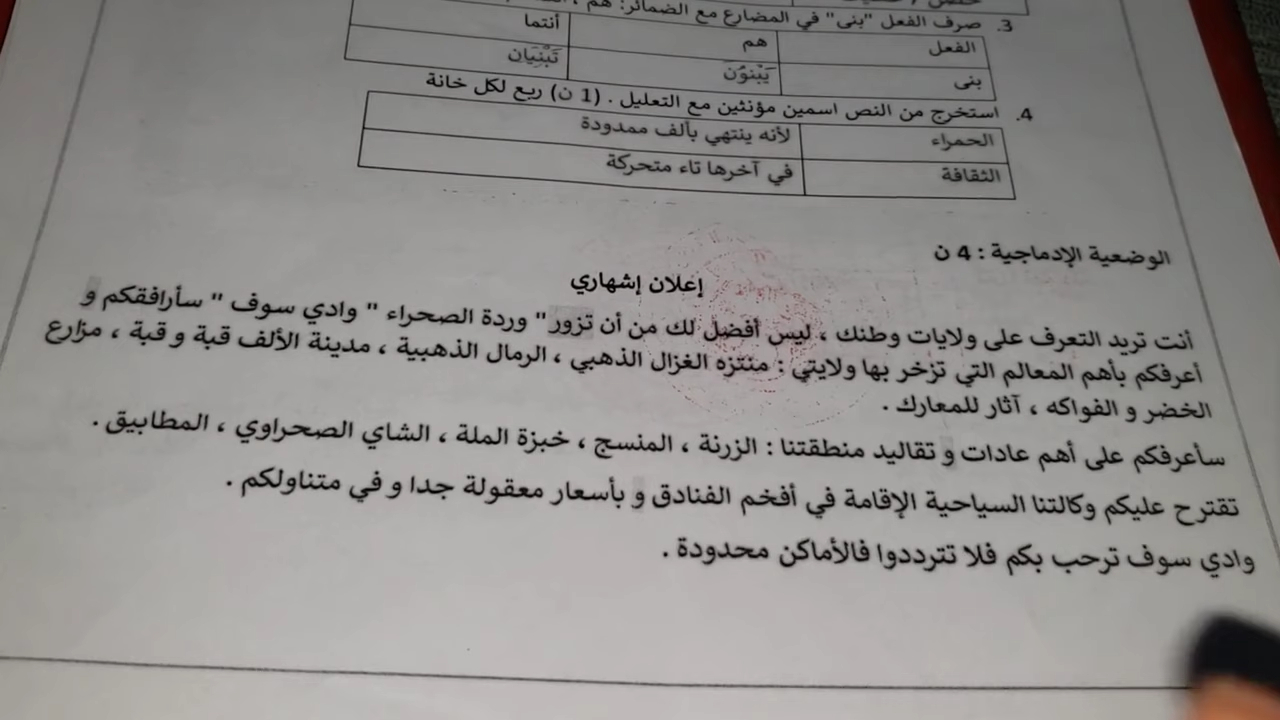 3. صرف الفعل "بنى" في المضارع مع الضمائر: هم ،
الفعل هم أنتما
بنى يَبْنُونَ تَبْنِيَانِ
4. استخرج من النص اسمين مؤنثين مع التعليل . (1 ن) ربع لكل خانة
الحمراء لأنه ينتهي بألف ممدودة
الثقافة في آخرها تاء متحركة
الوضعية الإدماجية : 4 ن
إعلان إشهاري
أنت تريد التعرف على ولايات وطنك ، ليس أفضل لك من أن تزور " وردة الصحراء " وادي سوف " سأرافقكم و
أعرفكم بأهم المعالم التي تزخر بها ولايتي : منتزه الغزال الذهبي ، الرمال الذهبية ، مدينة الألف قبة و قبة ، مزارع
الخضر و الفواكه ، آثار للمعارك .
سأعرفكم على أهم عادات و تقاليد منطقتنا : الزرنة ، المنسج ، خبزة الملة ، الشاي الصحراوي ، المطابيق .
تقترح عليكم وكالتنا السياحية الإقامة في أفخم الفنادق و بأسعار معقولة جدا و في متناولكم .
وادي سوف ترحب بكم فلا تترددوا فالأماكن محدودة .